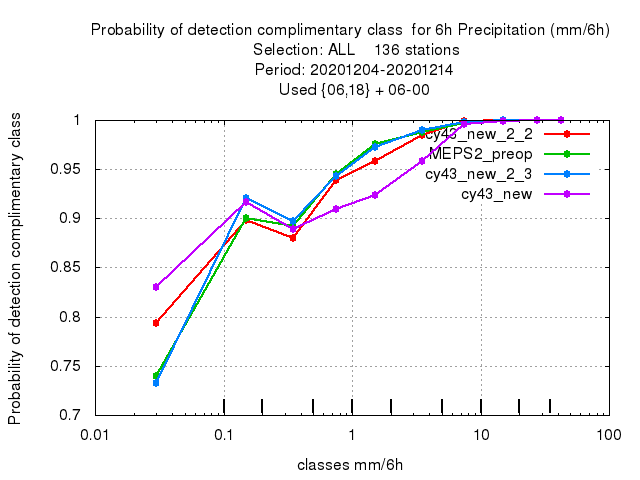 Probability of detection complimentary class  for 6h Precipitation (mm/6h)
Selection: ALL    136 stations
Period: 20201204-20201214
Used {06,18} + 06-00
Probability of detection complimentary class
1
0.95
0.9
0.85
0.8
0.75
0.7
cy43_new_2_2
MEPS2_preop
cy43_new_2_3
cy43_new
0.01
0.1
1
10
100
classes mm/6h